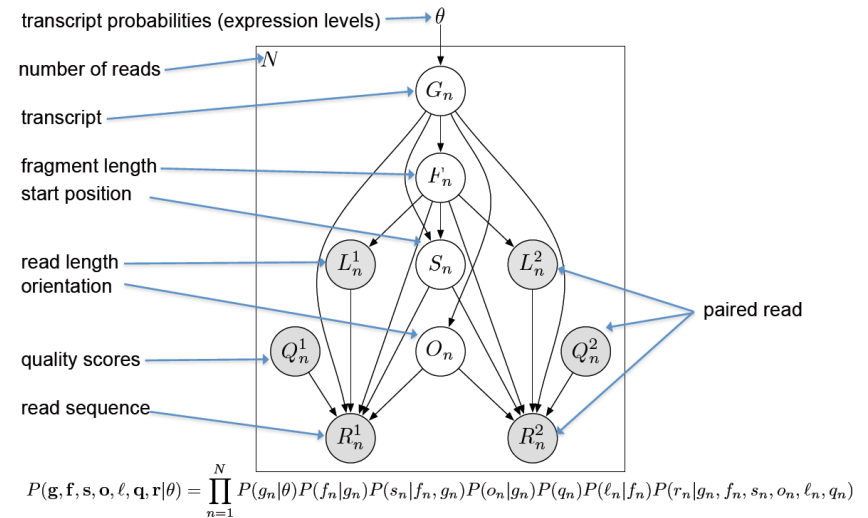 transcript probabilities (expression levels) θ
number of reads N
transcript G_n
fragment length F_n
start position
read length L_n^1 S_n L_n^2
orientation
paired read
quality scores Q_n^1 O_n Q_n^2
read sequence R_n^1 R_n^2
P(g, f, s, o, ℓ, q, r|θ) = ∏_{n=1}^{N} P(g_n|θ)P(f_n|g_n)P(s_n|f_n, g_n)P(o_n|g_n)P(q_n)P(ℓ_n|f_n)P(r_n|g_n, f_n, s_n, o_n, ℓ_n, q_n)